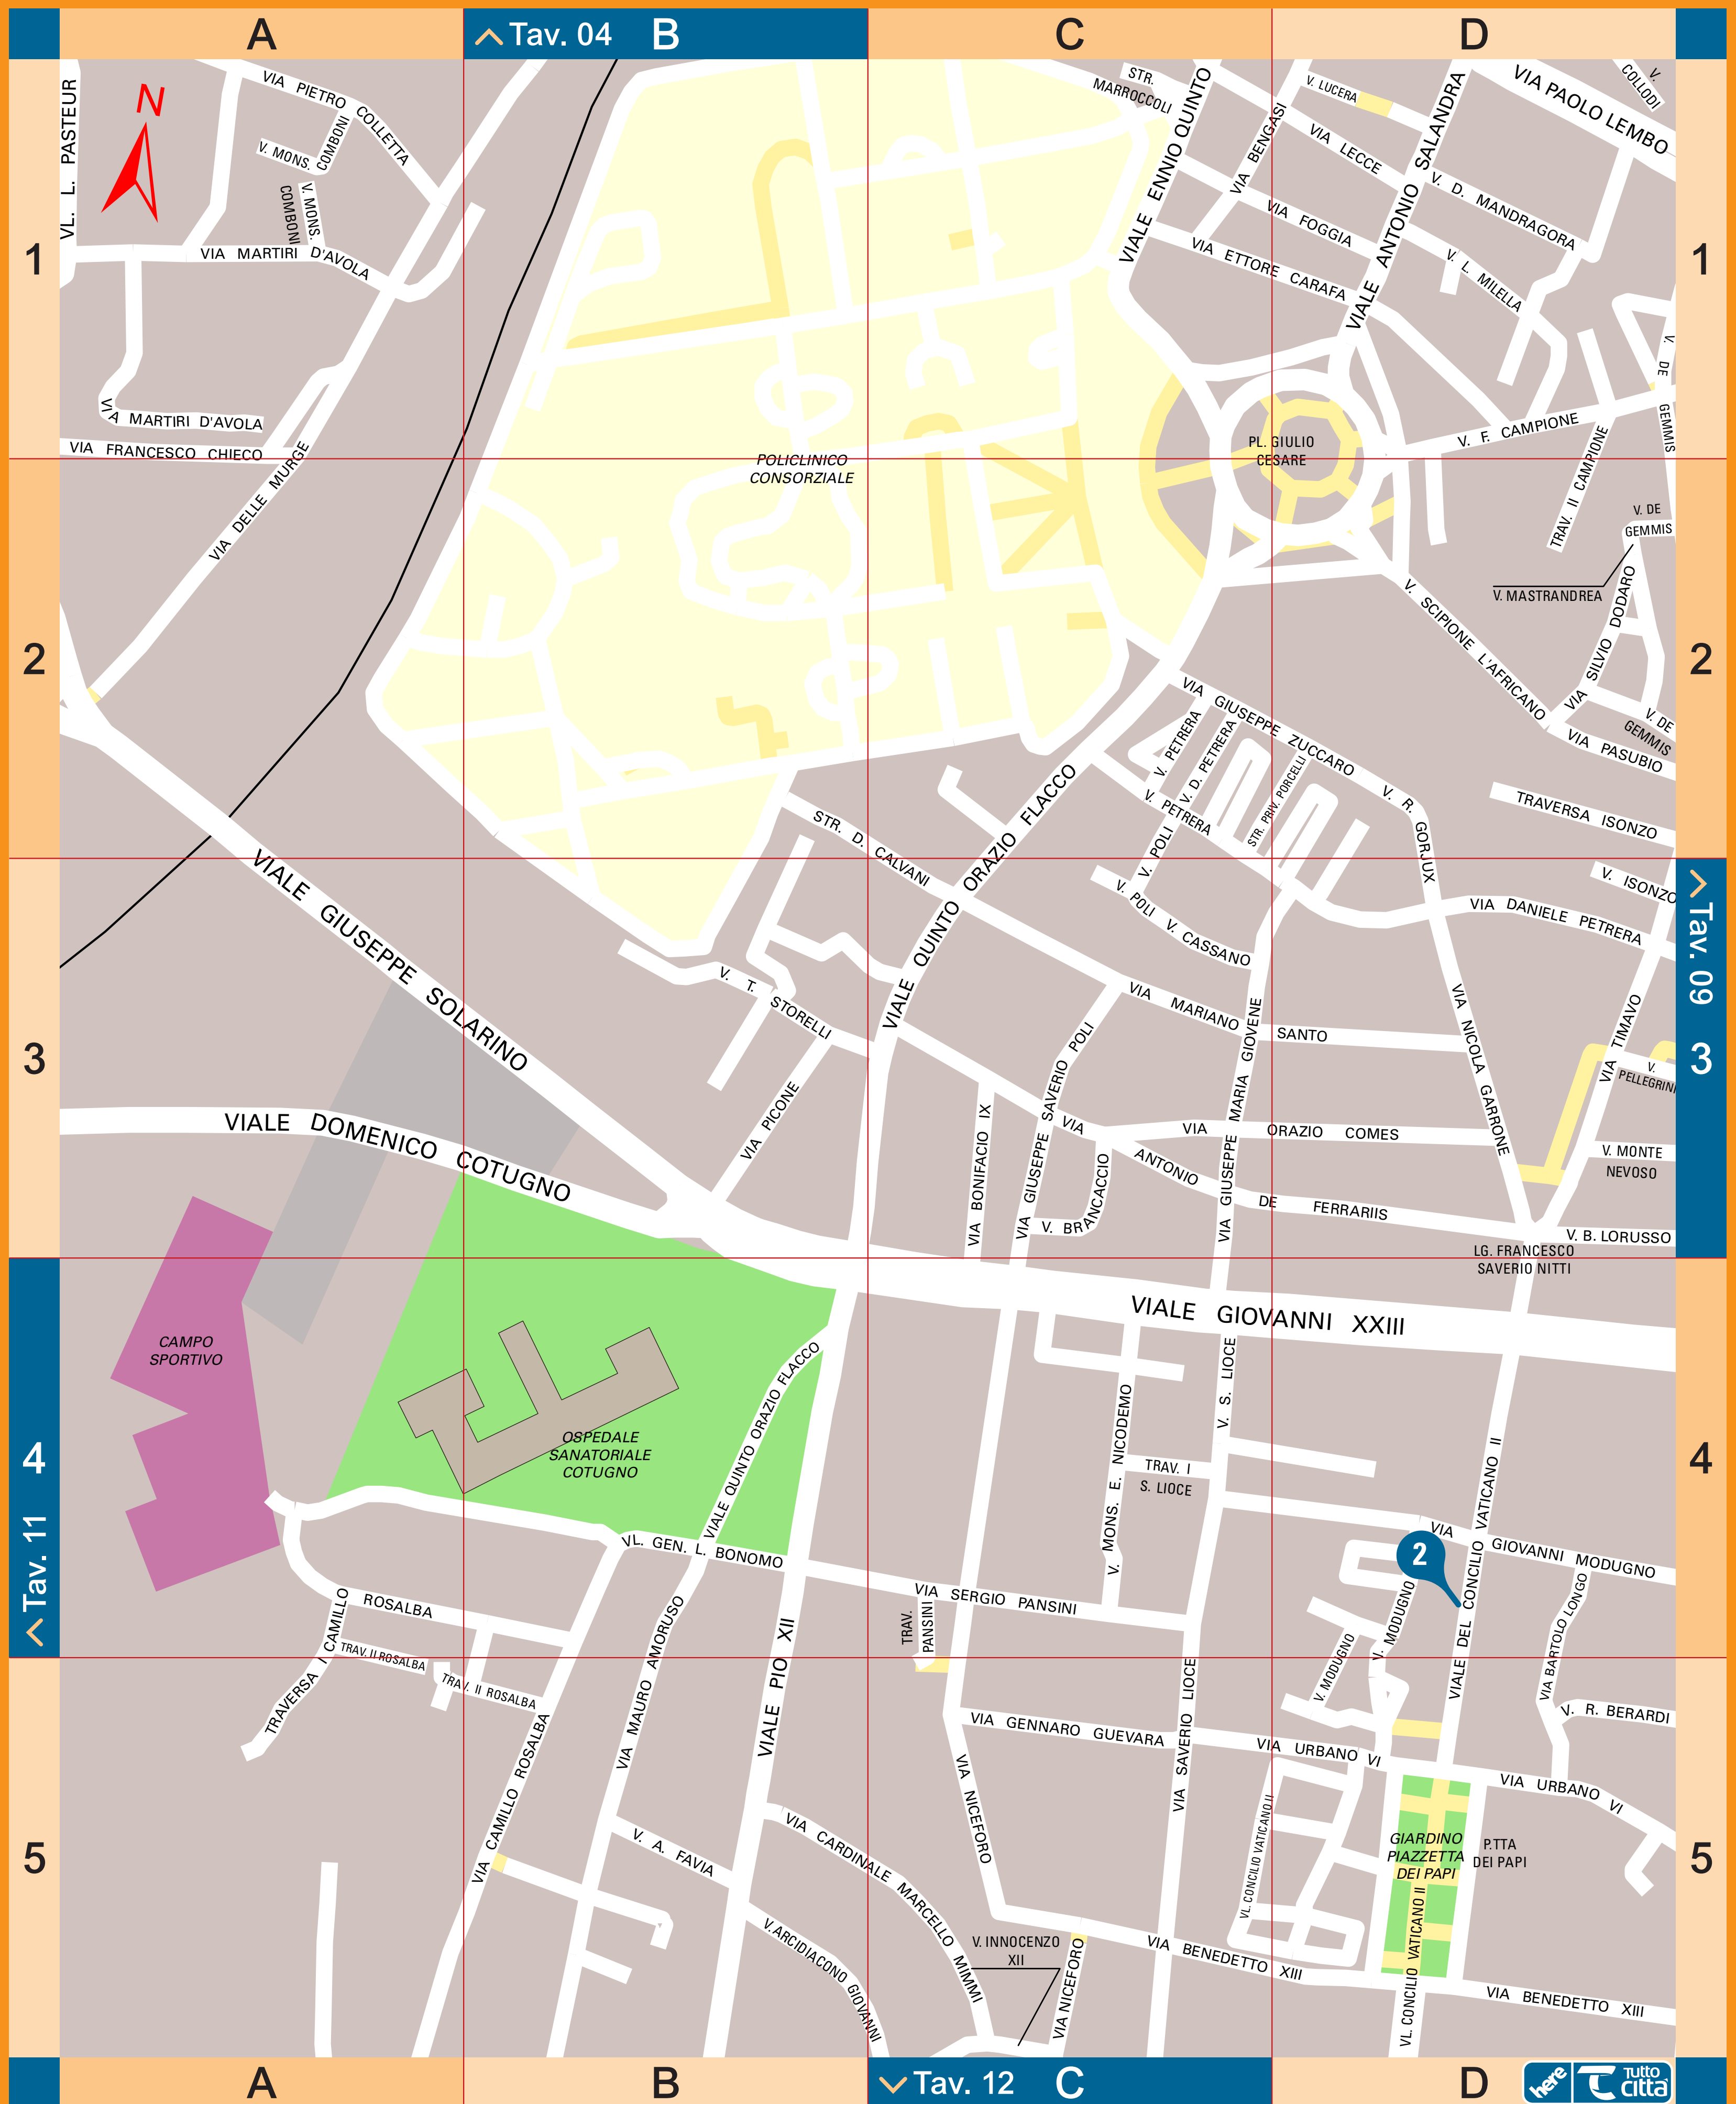 A
Tav. 04 B
C
D
1
VL. L. PASTEUR
N
VIA PIETRO COLLETTA
V. MONS. COMBONI
V. MONS.
COMBONI
VIA MARTIRI D'AVOLA
VIA MARTIRI D'AVOLA
VIA FRANCESCO CHIECO
STR.
MARROCCOLI
VIALE ENNIO QUINTO
VIA BENGASI
V. LUCERA
VIA LECCE
VIA FOGGIA
VIA ETTORE CARAFA
VIALE ANTONIO SALANDRA
VIA PAOLO LEMBO
V.
COLLODI
V. D. MANDRAGORA
V. L. MILELLA
V. DE GEMMIS
V. F. CAMPIONE
TRAV. II CAMPIONE
PL. GIULIO
CESARE
1
POLICLINICO
CONSORZIALE
2
VIA DELLE MURGE
V. DE
GEMMIS
V. MASTRANDREA
V. SCIPIONE L'AFRICANO
VIA SILVIO DODARO
V. DE
GEMMIS
VIA PASUBIO
TRAVERSA ISONZO
VIA GIUSEPPE ZUCCARO
V. PETRERA
V. D. PETRERA
V. PETRERA
STR. PRIV. PORCELLI
V. R. GORJUX
V. POLI
STR. D. CALVANI
VIALE QUINTO ORAZIO FLACCO
2
3
VIALE GIUSEPPE SOLARINO
V. T. STORELLI
VIA PICONE
V. POLI
V. CASSANO
VIA DANIELE PETRERA
V. ISONZO
VIA MARIANO SANTO
VIA GIUSEPPE MARIA GIOVENE
VIA GIUSEPPE SAVERIO POLI
VIA NICOLA GARRONE
VIA TIMAVO
V.
PELLEGRINI
VIA BONIFACIO IX
VIA ANTONIO DE FERRARIIS
VIA ORAZIO COMES
V. BRANCACCIO
V. MONTE
NEVOSO
V. B. LORUSSO
LG. FRANCESCO
SAVERIO NITTI
VIALE DOMENICO COTUGNO
Tav. 09 3
4
Tav. 11
CAMPO
SPORTIVO
OSPEDALE
SANATORIALE
COTUGNO
VIALE QUINTO ORAZIO FLACCO
VIALE GIOVANNI XXIII
V. S. LIOCE
V. MONS. E. NICODEMO
TRAV. I
S. LIOCE
VIALE DEL CONCILIO VATICANO II
2
VIA GIOVANNI MODUGNO
V. MODUGNO
V. MODUGNO
VIA BARTOLO LONGO
VL. GEN. L. BONOMO
VIA SERGIO PANSINI
TRAV.
PANSINI
TRAVERSA I CAMILLO ROSALBA
TRAV. II ROSALBA
TRAV. II ROSALBA
4
5
VIA CAMILLO ROSALBA
VIA MAURO AMORUSO
VIALE PIO XII
V. A. FAVIA
VIA CARDINALE MARCELLO MIMMI
V. ARCIDIACONO GIOVANNI
VIA GENNARO GUEVARA
VIA NICEFORO
VIA SAVERIO LIOCE
VIA URBANO VI
V. R. BERARDI
VIA URBANO VI
VL. CONCILIO VATICANO II
GIARDINO
PIAZZETTA
DEI PAPI
P.TTA
DEI PAPI
VL. CONCILIO VATICANO II
V. INNOCENZO
XII
VIA NICEFORO
VIA BENEDETTO XIII
VIA BENEDETTO XIII
5
A
B
Tav. 12 C
D
here
TUTTO
città